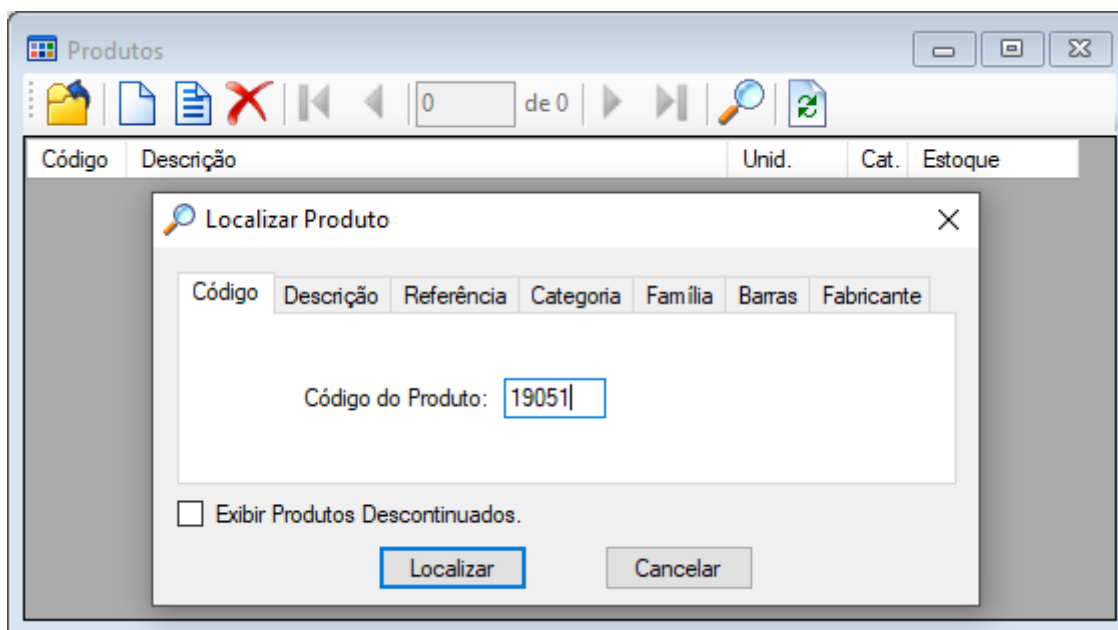 Produtos
0 de 0
Código Descrição Unid. Cat. Estoque
Localizar Produto
Código Descrição Referência Categoria Família Barras Fabricante
Código do Produto: 19051
Exibir Produtos Descontinuados.
Localizar Cancelar